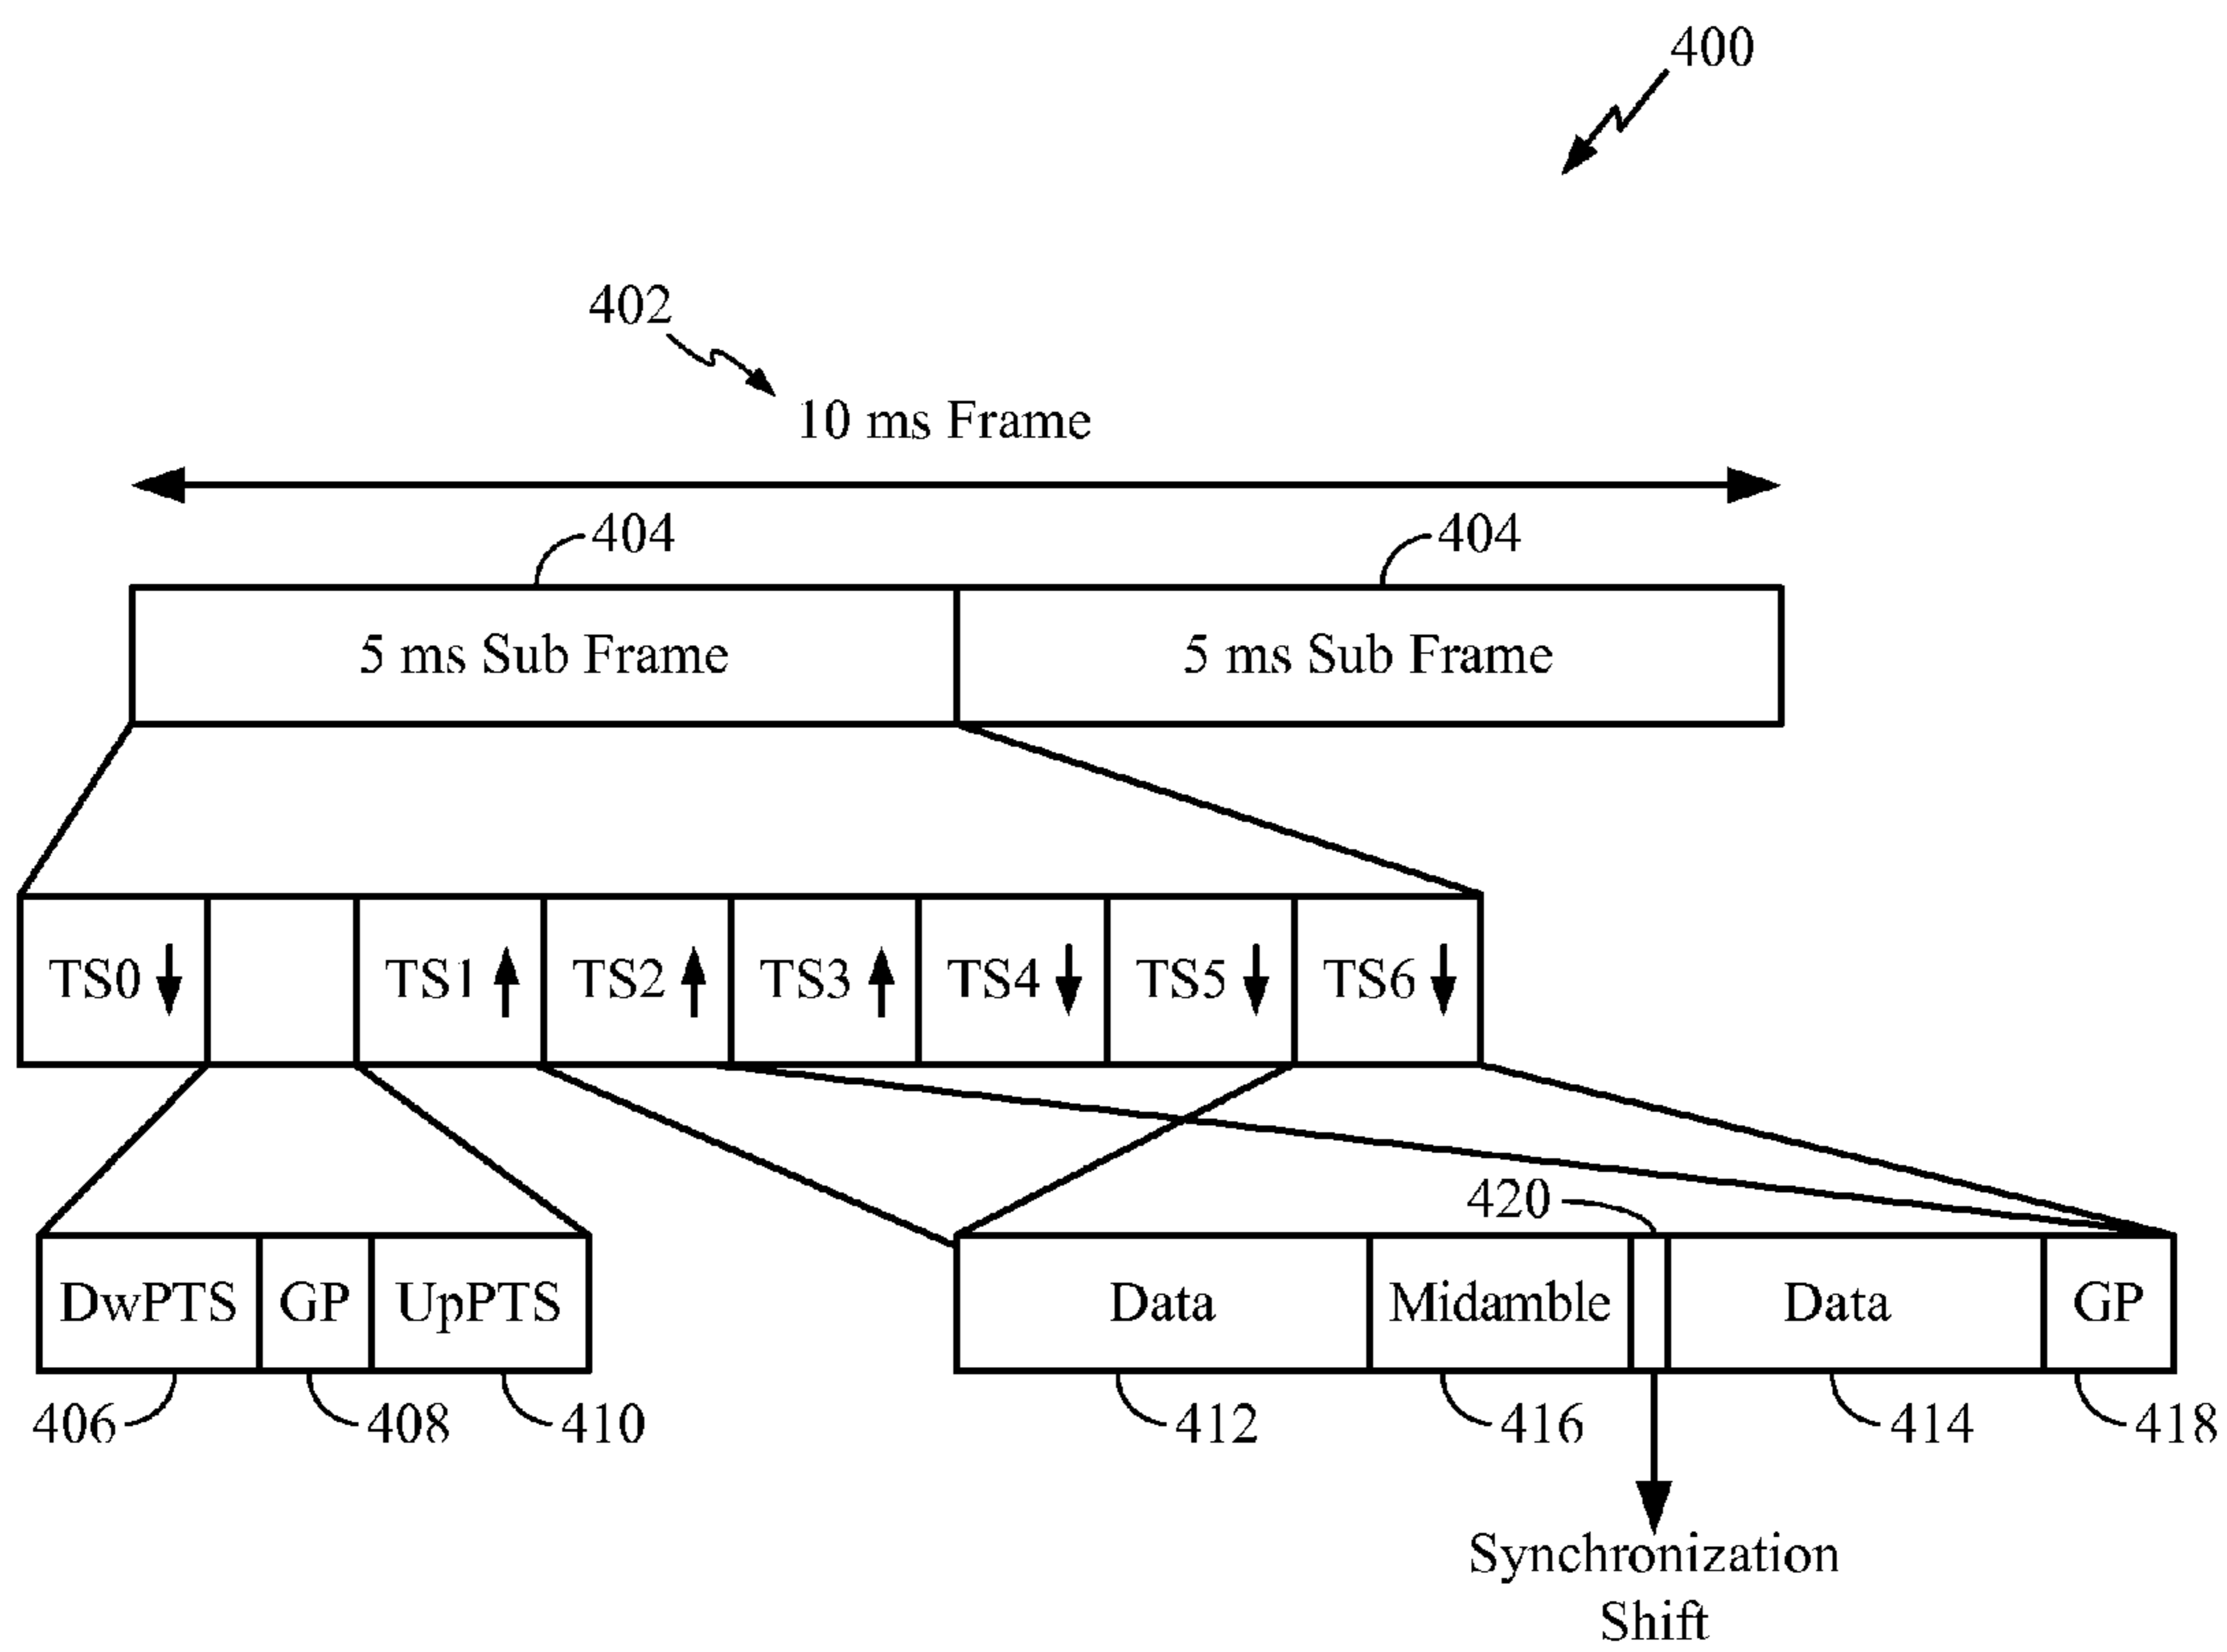 400
402
10 ms Frame
404 404
5 ms Sub Frame 5 ms Sub Frame
TS0 TS1 TS2 TS3 TS4 TS5 TS6
420
DwPTS GP UpPTS Data Midamble Data GP
406 408 410 412 416 414 418
Synchronization
Shift